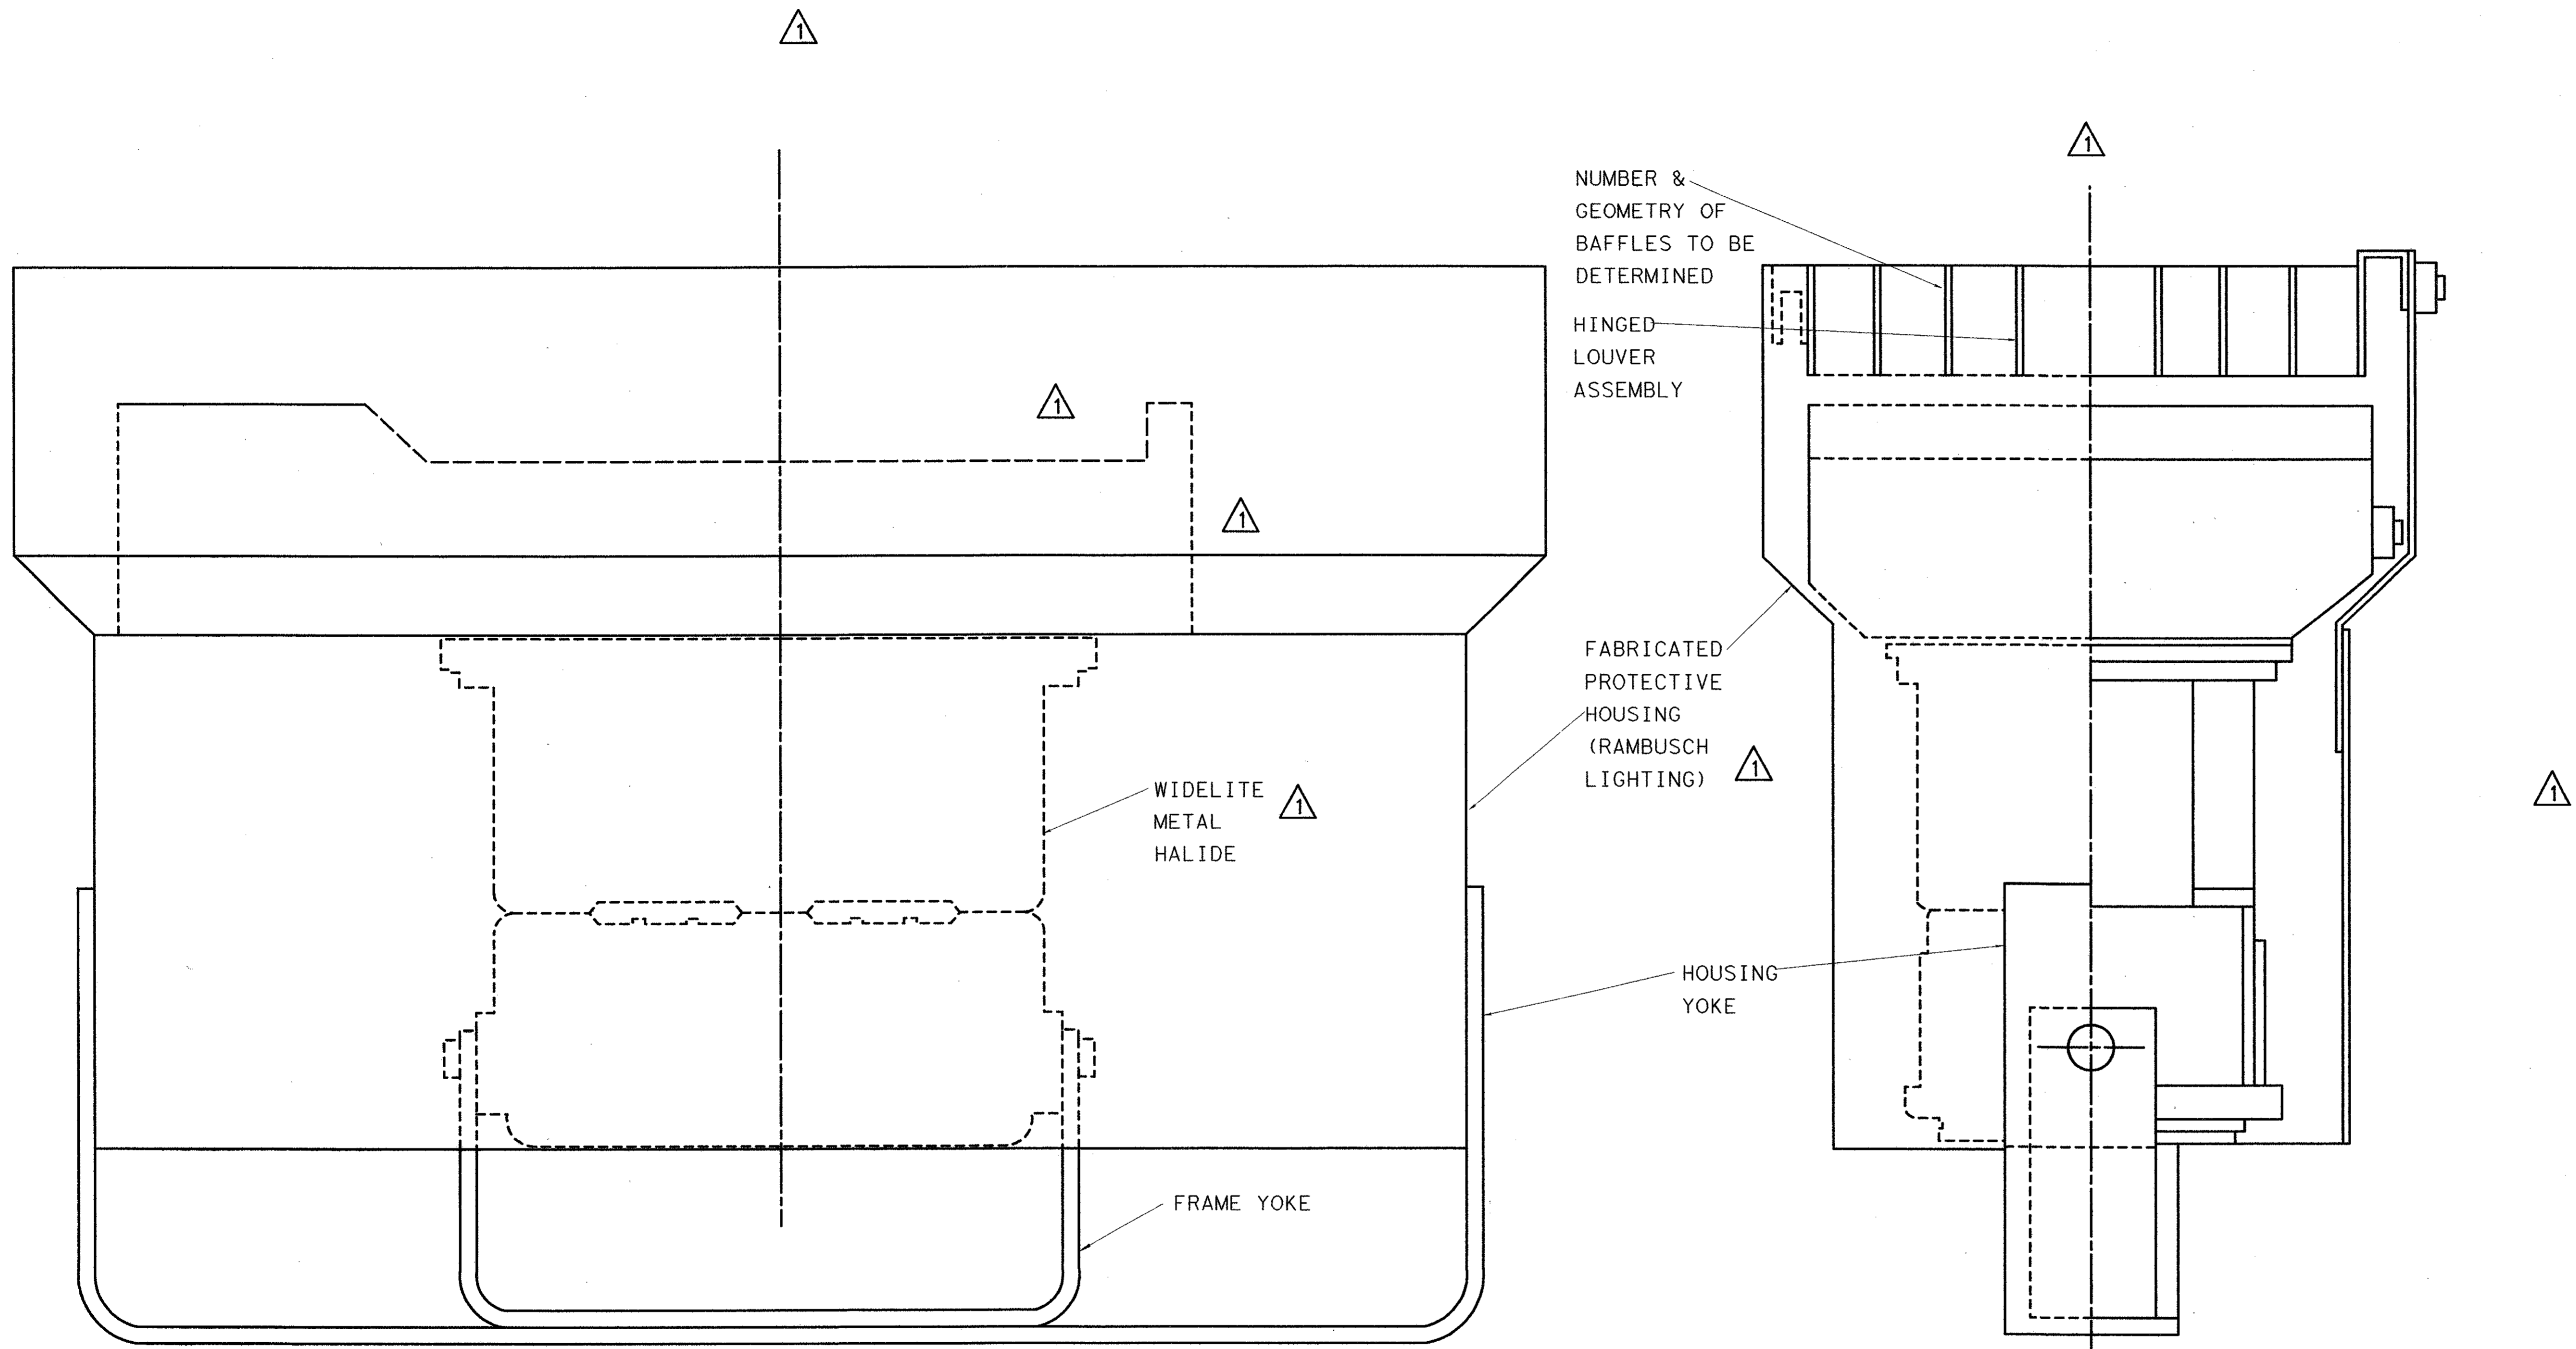 1
1
NUMBER &
GEOMETRY OF
BAFFLES TO BE
DETERMINED
HINGED
LOUVER
ASSEMBLY
1
1
FABRICATED
PROTECTIVE
HOUSING
(RAMBUSCH
LIGHTING)
1
WIDELITE
METAL
HALIDE
1
1
HOUSING
YOKE
FRAME YOKE